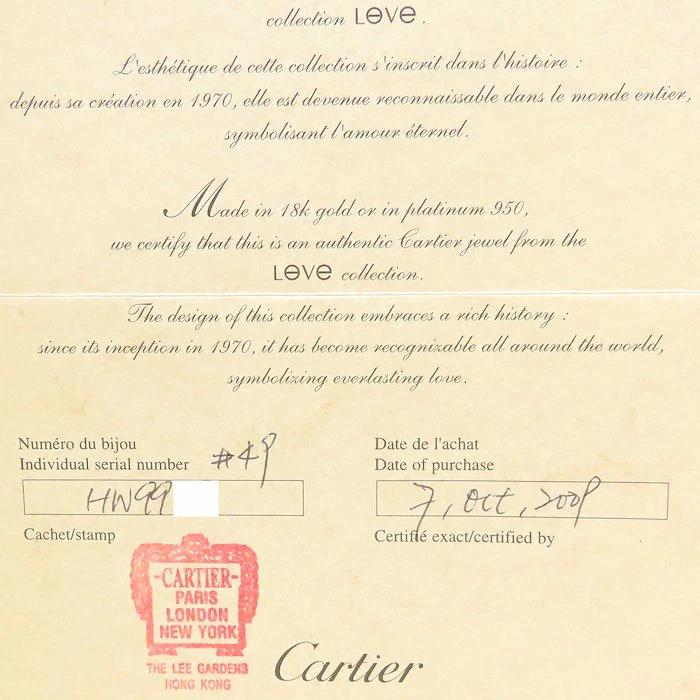 collection LOVE.
L'esthétique de cette collection s'inscrit dans l'histoire :
depuis sa création en 1970, elle est devenue reconnaissable dans le monde entier,
symbolisant l'amour éternel.
Made in 18k gold or in platinum 950,
we certify that this is an authentic Cartier jewel from the
LOVE collection.
The design of this collection embraces a rich history :
since its inception in 1970, it has become recognizable all around the world,
symbolizing everlasting love.
Numéro du bijou
Individual serial number #49
HW99
Date de l'achat
Date of purchase
7, Oct, 2009
Cachet/stamp
Certifié exact/certified by
-CARTIER-
PARIS
LONDON
NEW YORK
THE LEE GARDENS
HONG KONG
Cartier